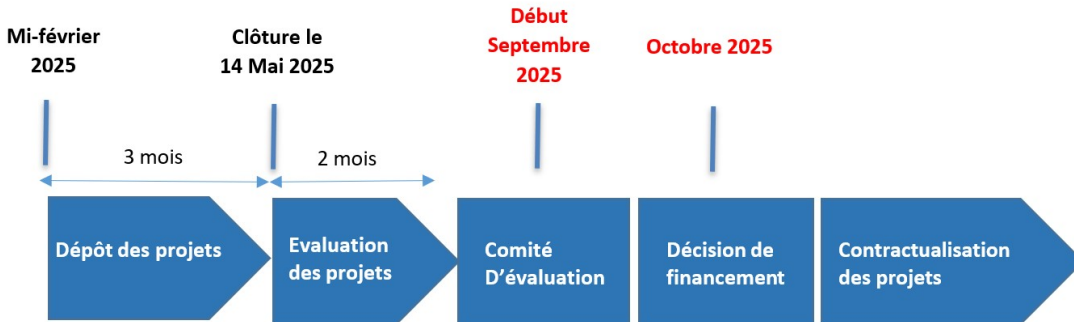 Mi-février
2025
Clôture le
14 Mai 2025
Début
Septembre
2025
Octobre 2025
3 mois
2 mois
Dépôt des projets
Evaluation
des projets
Comité
D'évaluation
Décision de
financement
Contractualisation
des projets